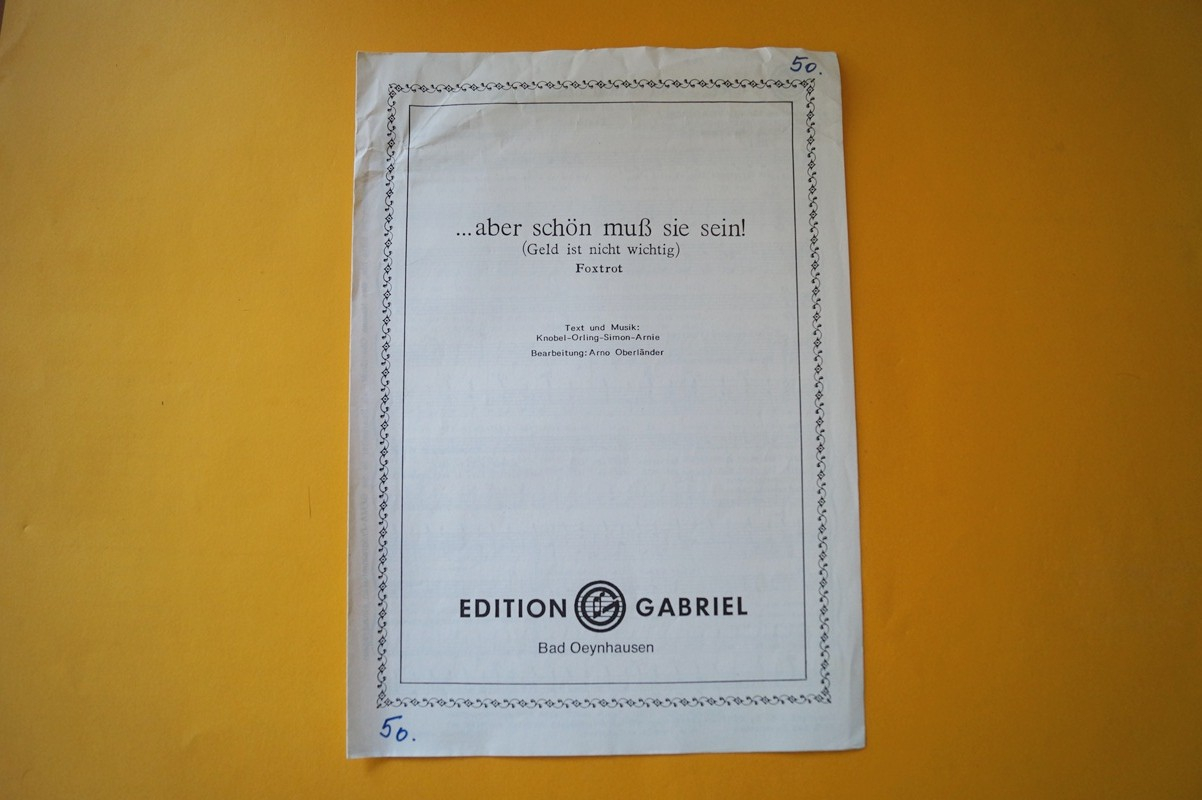 50.
...aber schön muß sie sein!
(Geld ist nicht wichtig)
Foxtrot
Text und Musik:
Knobel-Orling-Simon-Arnie
Bearbeitung: Arno Oberländer
EDITION G GABRIEL
Bad Oeynhausen
50.